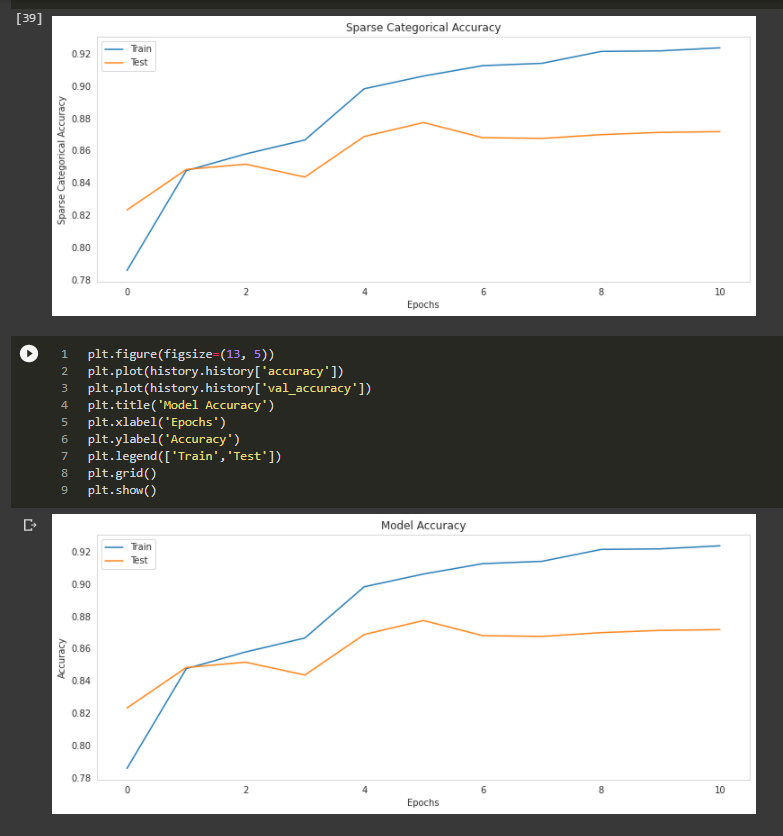 [39]
Sparse Categorical Accuracy
Train
Test
0.92
0.90
0.88
0.86
0.84
0.82
0.80
0.78
Sparse Categorical Accuracy
0 2 4 6 8 10
Epochs
1 plt.figure(figsize=(13, 5))
2 plt.plot(history.history['accuracy'])
3 plt.plot(history.history['val_accuracy'])
4 plt.title('Model Accuracy')
5 plt.xlabel('Epochs')
6 plt.ylabel('Accuracy')
7 plt.legend(['Train','Test'])
8 plt.grid()
9 plt.show()
Model Accuracy
Train
Test
0.92
0.90
0.88
0.86
0.84
0.82
0.80
0.78
Accuracy
0 2 4 6 8 10
Epochs